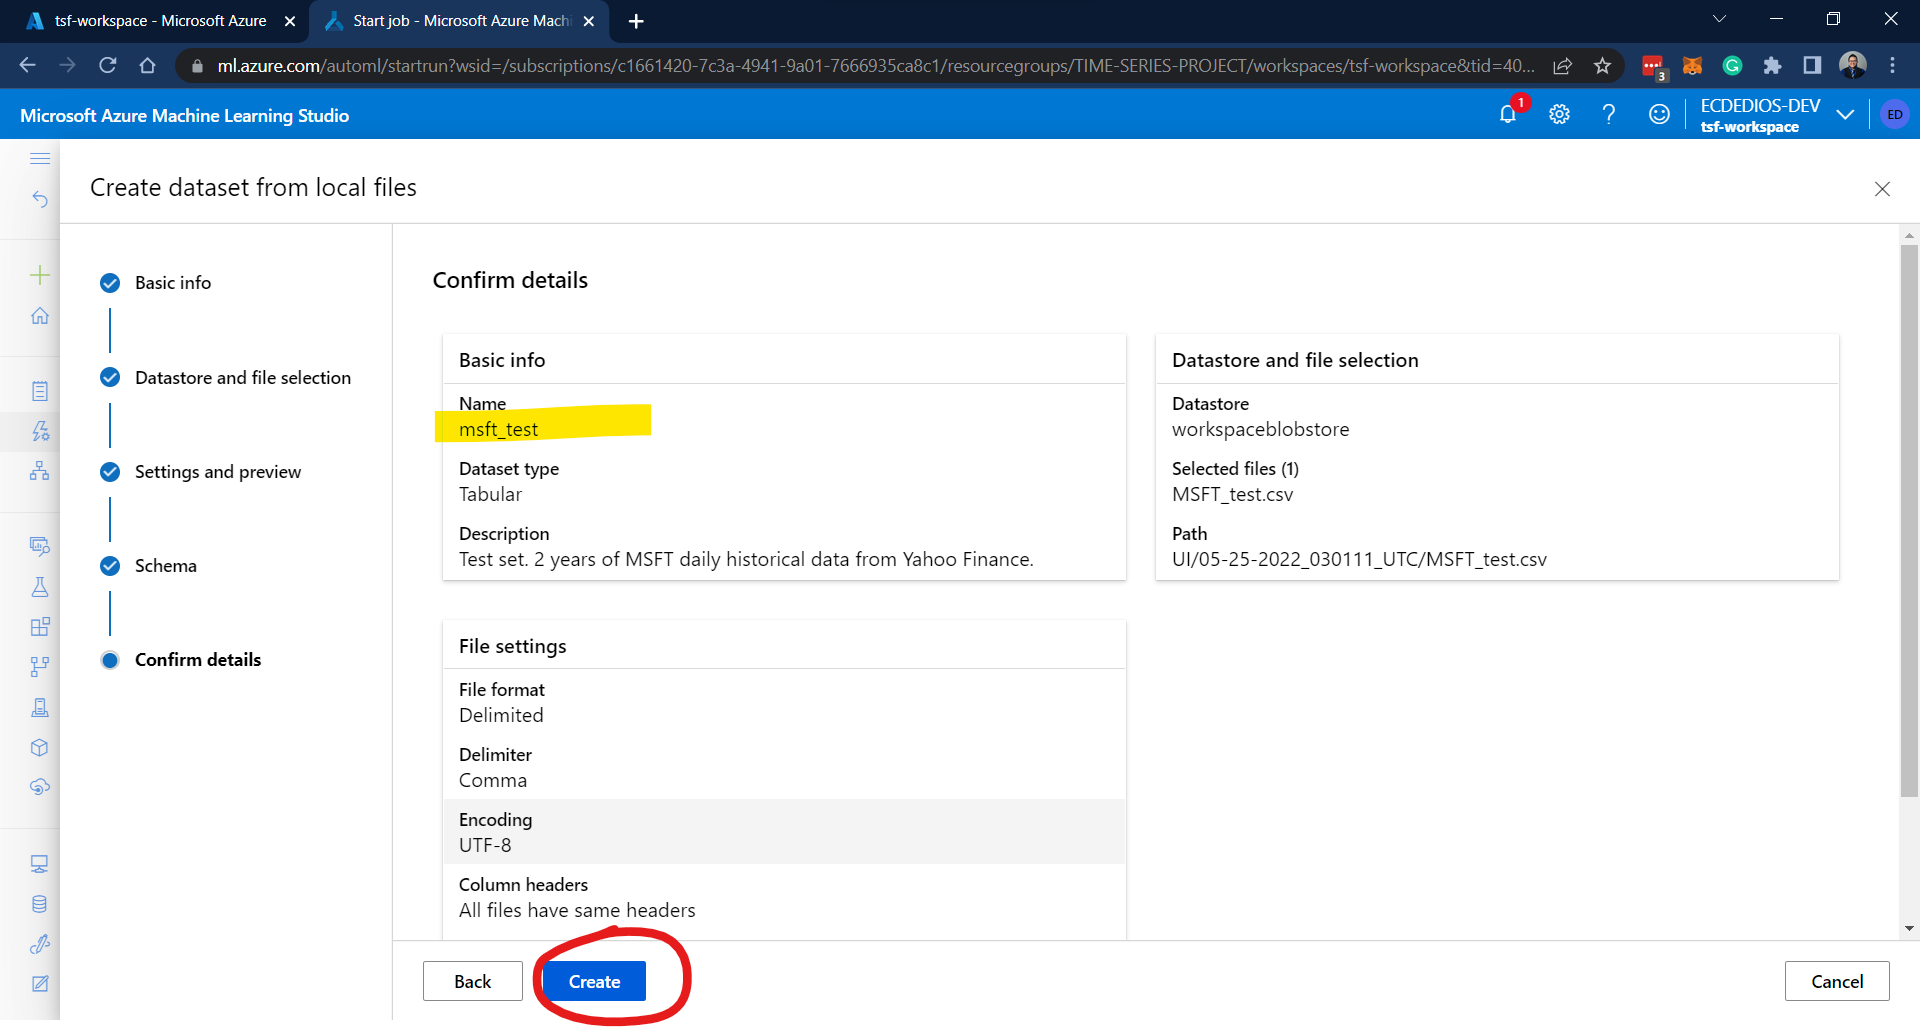 tsf-workspace - Microsoft Azure
Start job - Microsoft Azure Machi
ml.azure.com/automl/startrun?wsid=/subscriptions/c1661420-7c3a-4941-9a01-7666935ca8c1/resourcegroups/TIME-SERIES-PROJECT/workspaces/tsf-workspace&tid=40...
3
Microsoft Azure Machine Learning Studio
1
ECDEDIOS-DEV
tsf-workspace
ED
Create dataset from local files
Basic info
Datastore and file selection
Settings and preview
Schema
Confirm details
Confirm details
Basic info
Name
msft_test
Dataset type
Tabular
Description
Test set. 2 years of MSFT daily historical data from Yahoo Finance.
Datastore and file selection
Datastore
workspaceblobstore
Selected files (1)
MSFT_test.csv
Path
UI/05-25-2022_030111_UTC/MSFT_test.csv
File settings
File format
Delimited
Delimiter
Comma
Encoding
UTF-8
Column headers
All files have same headers
Back
Create
Cancel